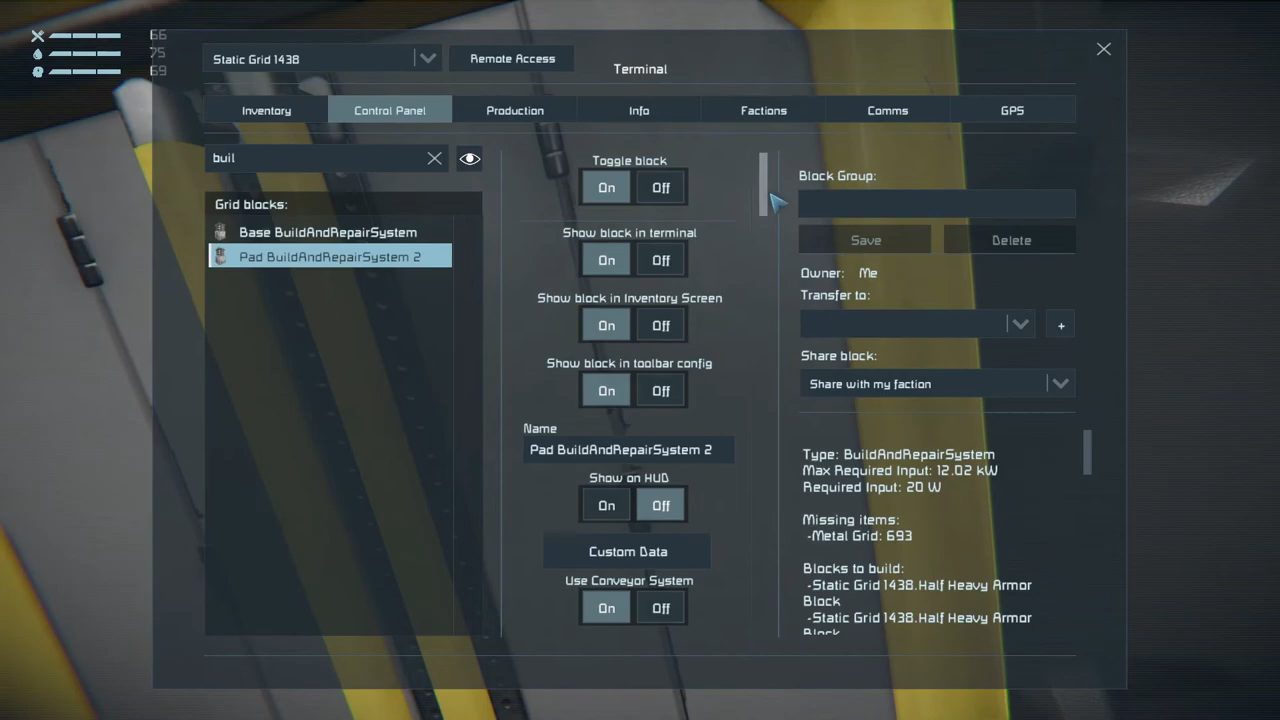 66
75
69
Static Grid 1438
Remote Access
Terminal
Inventory
Control Panel
Production
Info
Factions
Comms
GPS
buil
Grid blocks:
Base BuildAndRepairSystem
Pad BuildAndRepairSystem 2
Toggle block
On Off
Show block in terminal
On Off
Show block in Inventory Screen
On Off
Show block in toolbar config
On Off
Name
Pad BuildAndRepairSystem 2
Show on HUD
On Off
Custom Data
Use Conveyor System
On Off
Block Group:
Save Delete
Owner: Me
Transfer to:
+
Share block:
Share with my faction
Type: BuildAndRepairSystem
Max Required Input: 12.02 kW
Required Input: 20 W
Missing items:
-Metal Grid: 693
Blocks to build:
-Static Grid 1438.Half Heavy Armor
Block
-Static Grid 1438.Half Heavy Armor
Block